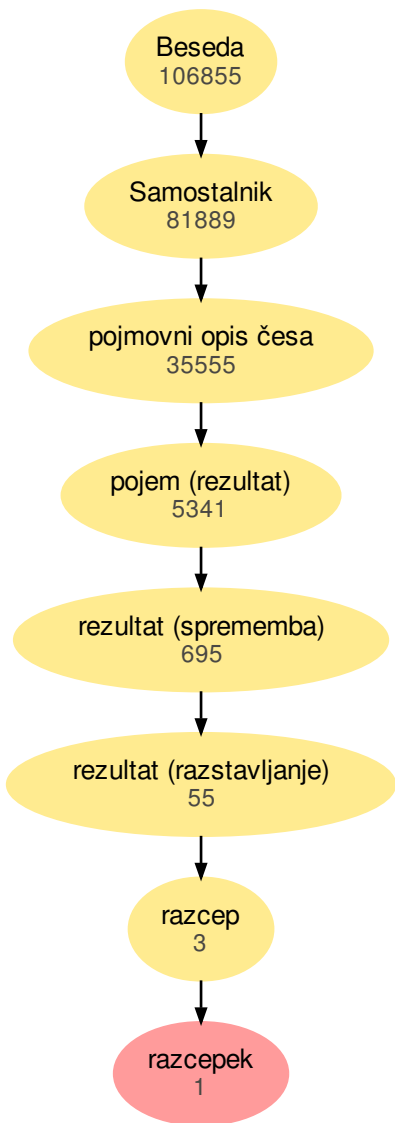 Beseda
106855
Samostalnik
81889
pojmovni opis česa
35555
pojem (rezultat)
5341
rezultat (sprememba)
695
rezultat (razstavljanje)
55
razcep
3
razcepek
1